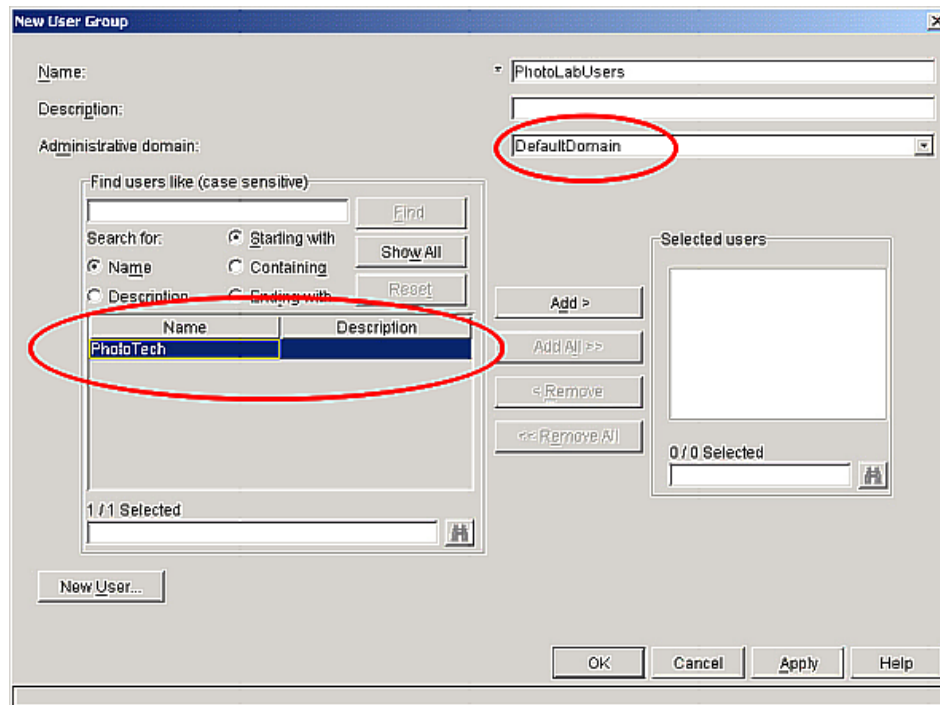 New User Group
Name:
* PhotoLabUsers
Description:
Administrative domain:
DefaultDomain
Find users like (case sensitive)
Find
Search for:
Starting with
Show All
Name
Containing
Description
Ending with
Reset
Name Description
PhotoTech
1 / 1 Selected
Add >
Add All >>
< Remove
<< Remove All
Selected users
0 / 0 Selected
New User...
OK Cancel Apply Help